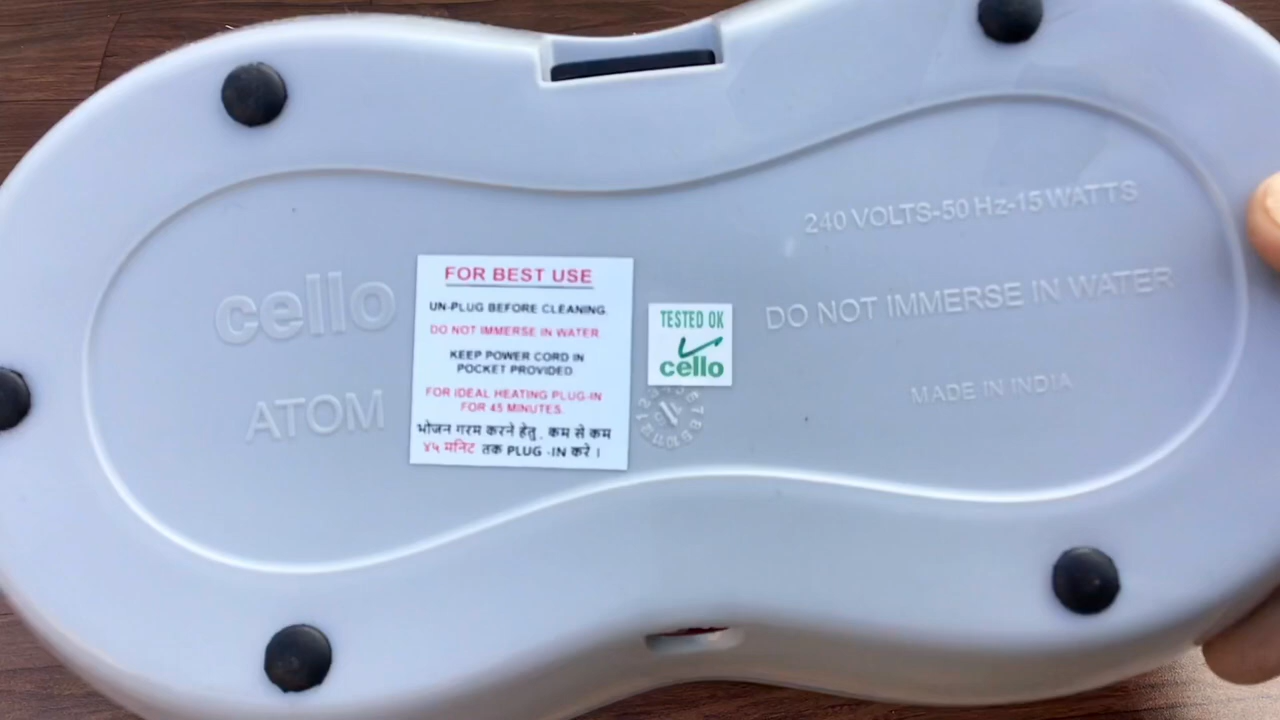 cello
ATOM
FOR BEST USE
UN-PLUG BEFORE CLEANING.
DO NOT IMMERSE IN WATER.
KEEP POWER CORD IN
POCKET PROVIDED
FOR IDEAL HEATING PLUG-IN
FOR 45 MINUTES.
भोजन गरम करने हेतु , कम से कम
४५ मनिट तक PLUG -IN करे ।
TESTED OK
cello
240 VOLTS-50 Hz-15 WATTS
DO NOT IMMERSE IN WATER
MADE IN INDIA